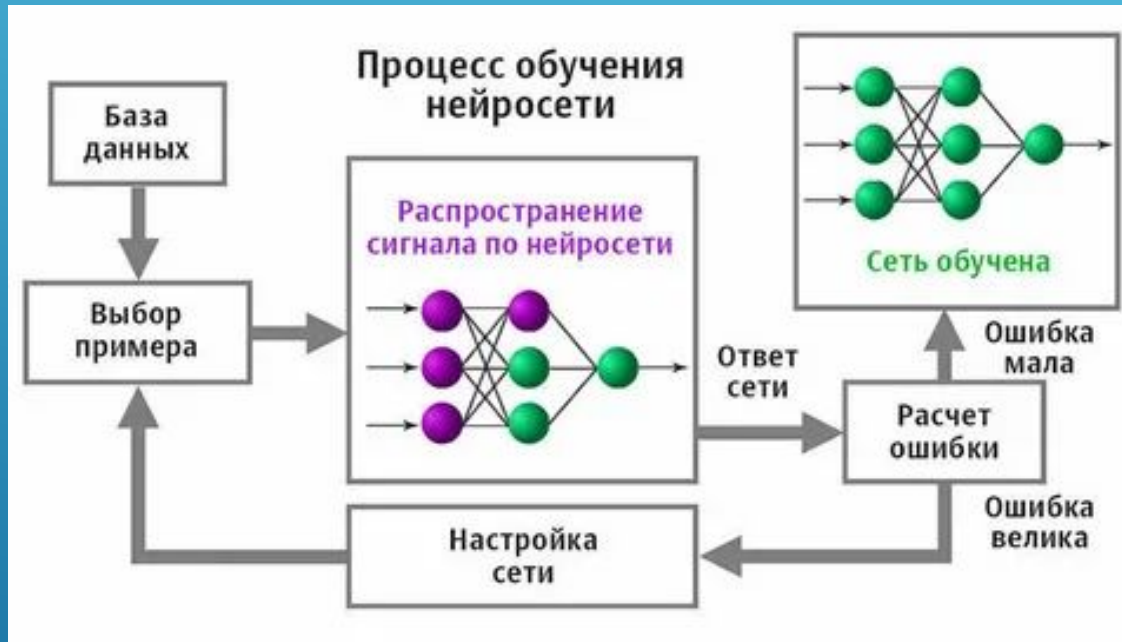 Процесс обучения
нейросети
База
данных
Выбор
примера
Распространение
сигнала по нейросети
Ответ
сети
Расчет
ошибки
Ошибка
мала
Сеть обучена
Ошибка
велика
Настройка
сети